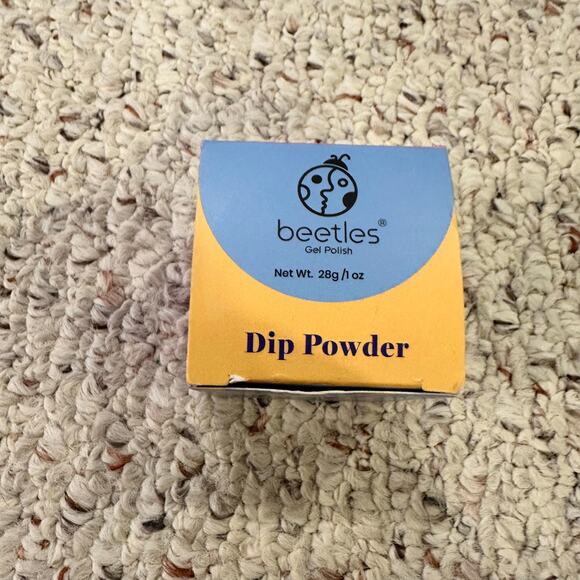 beetles®
Gel Polish
Net Wt. 28g /1 oz
Dip Powder